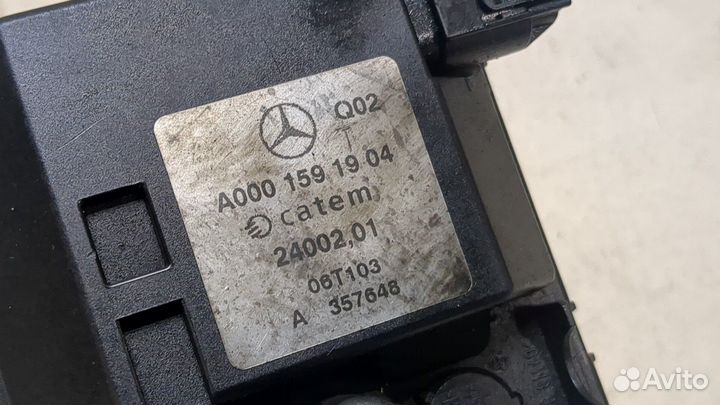 Q02
T
A000 159 19 04
catem
24002,01
06T103
A 357648
Avito